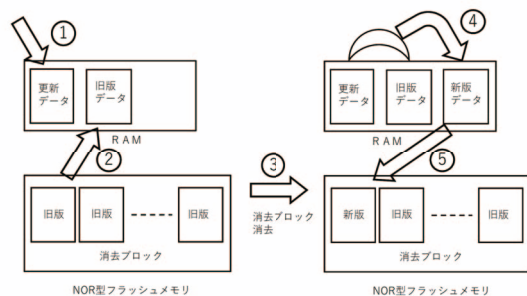 ①
更新
データ
旧版
データ
RAM
②
旧版
旧版
旧版
消去ブロック
NOR型フラッシュメモリ
③
消去ブロック
消去
④
更新
データ
旧版
データ
新版
データ
RAM
⑤
新版
旧版
旧版
消去ブロック
NOR型フラッシュメモリ